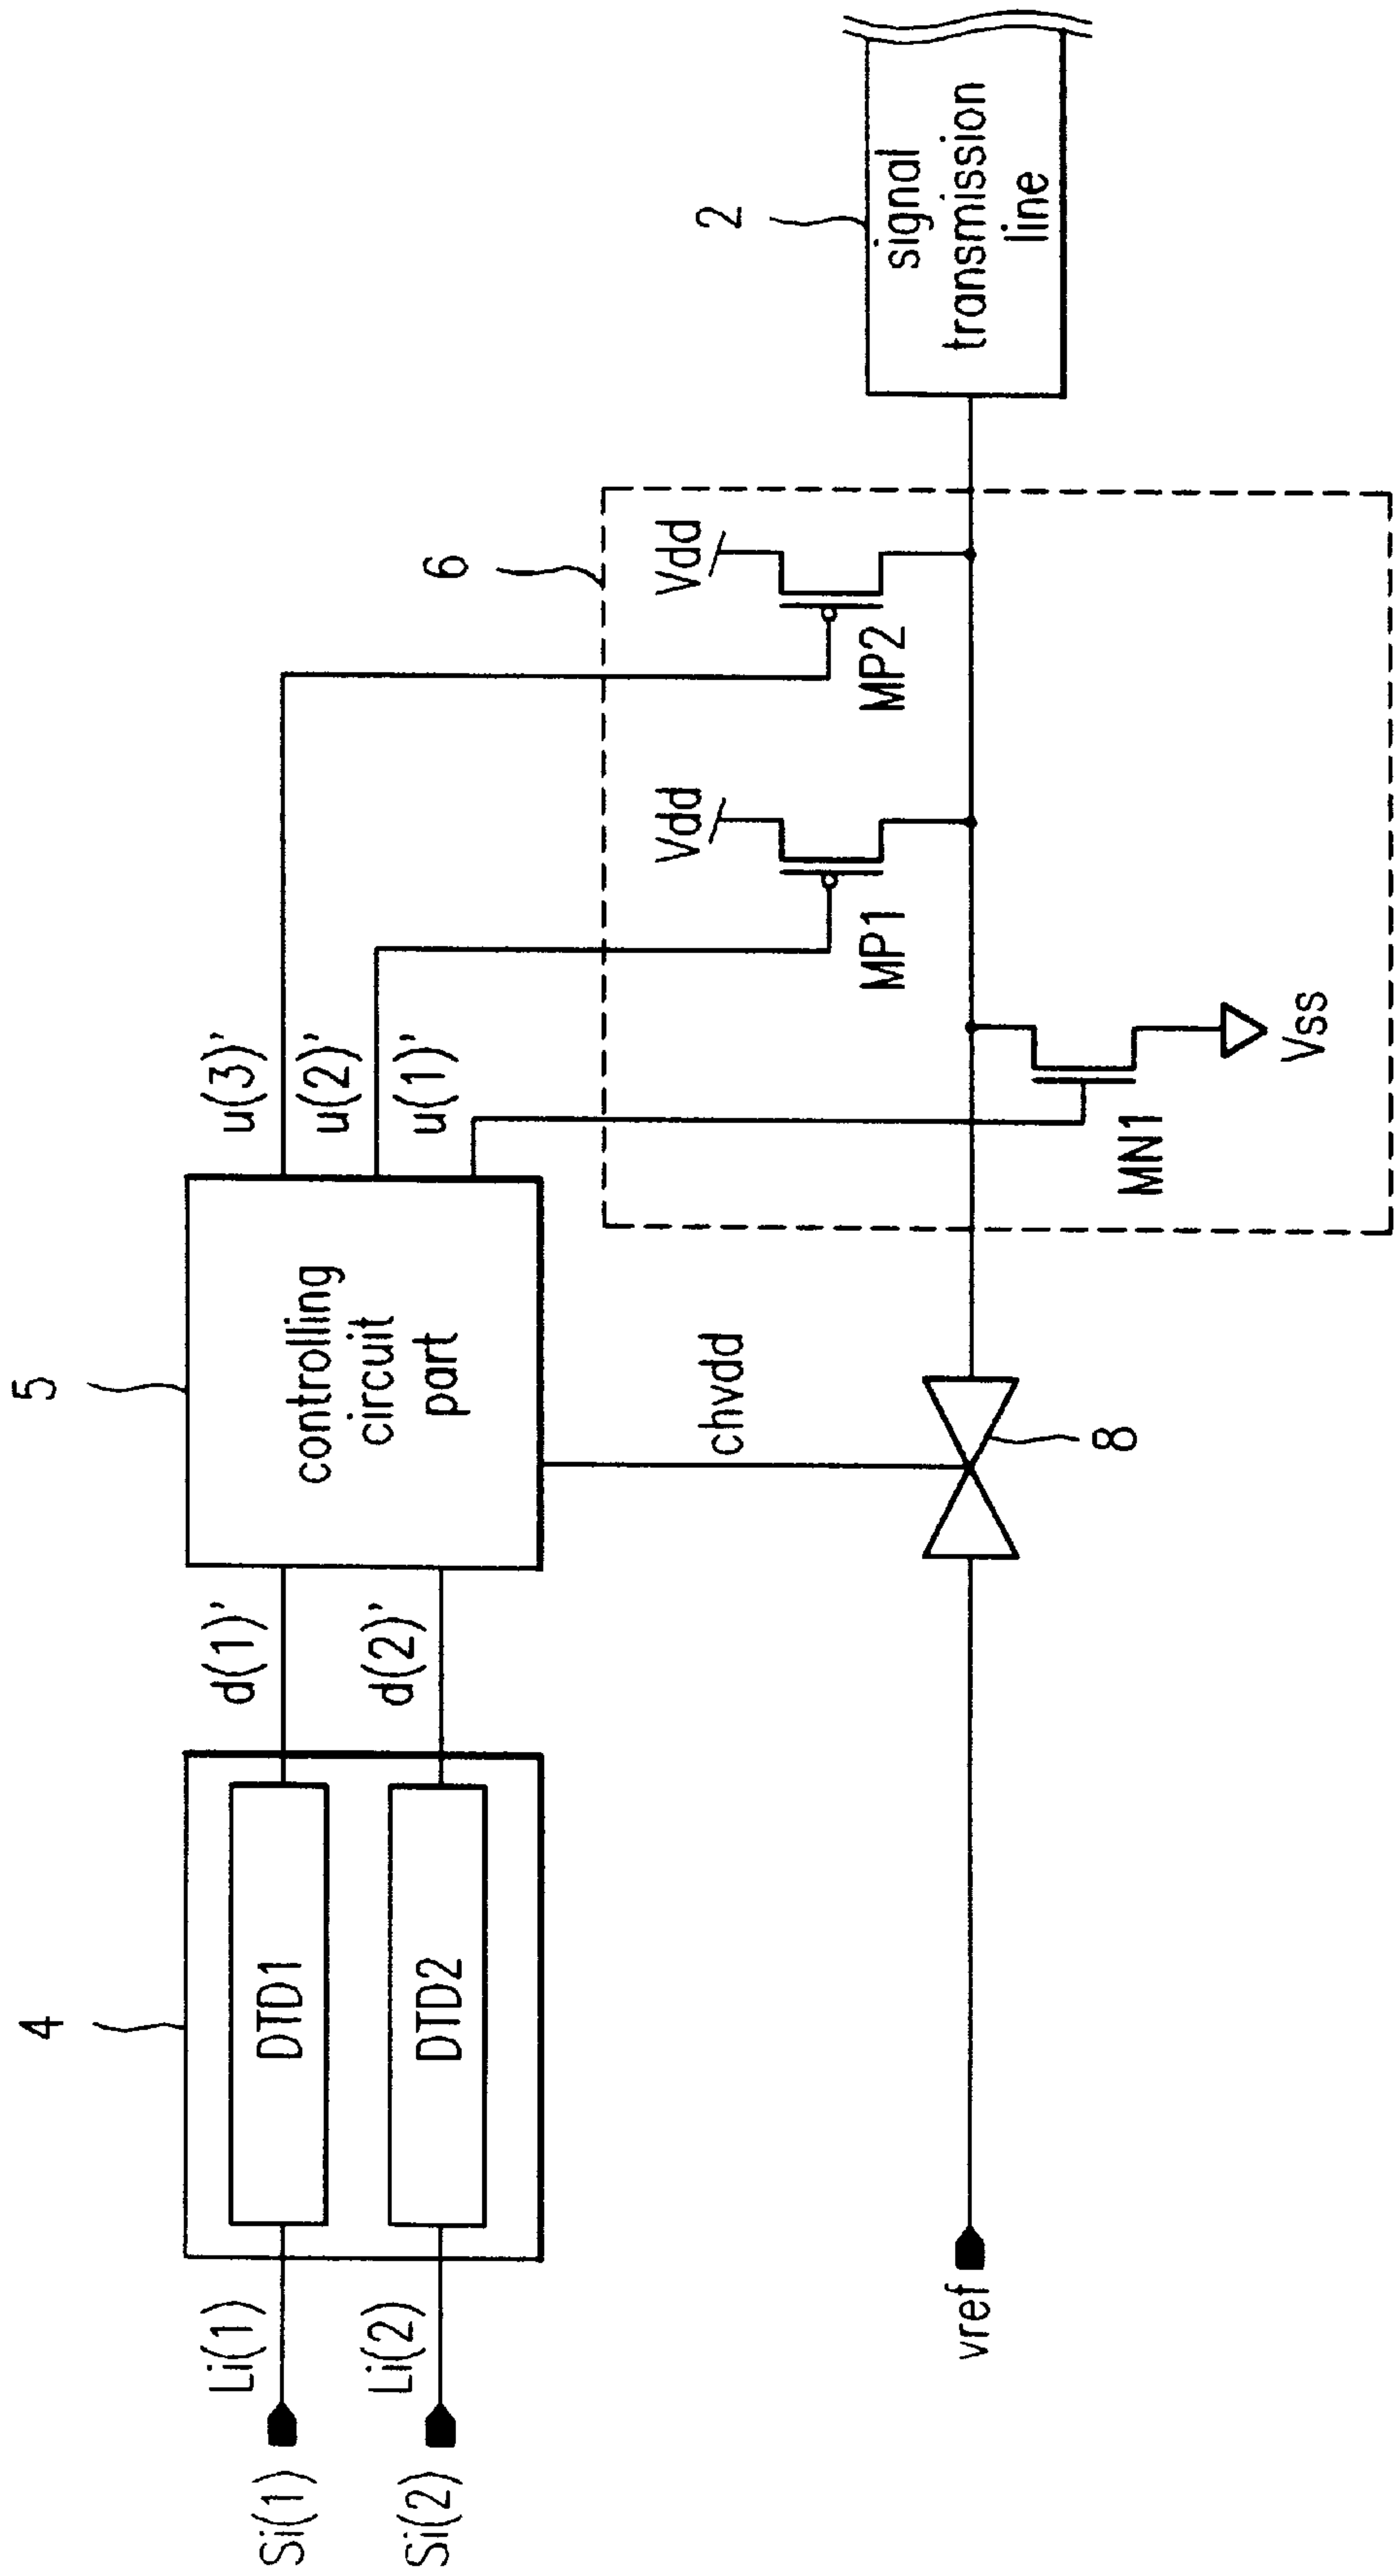 Si(1)
Li(1)
Si(2)
Li(2)
4
DTD1
DTD2
d(1)’
d(2)’
5
controlling
circuit
part
u(3)’
u(2)’
u(1)’
chvdd
vref
8
6
Vdd
MP1
Vdd
MP2
MN1
Vss
2
signal
transmission
line